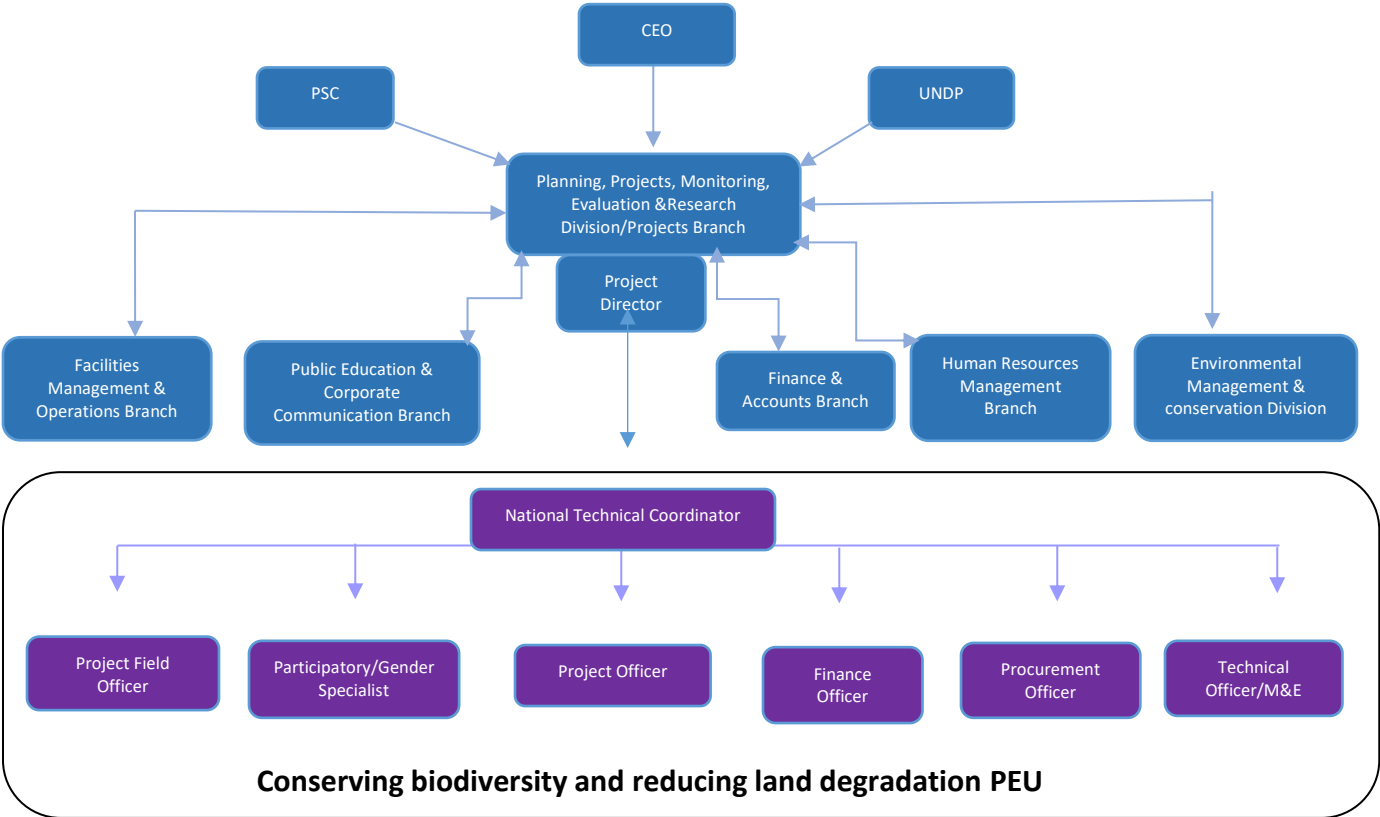 CEO
PSC
UNDP
Planning, Projects, Monitoring,
Evaluation &Research
Division/Projects Branch
Project
Director
Facilities
Management &
Operations Branch
Public Education &
Corporate
Communication Branch
Finance &
Accounts Branch
Human Resources
Management
Branch
Environmental
Management &
conservation Division
National Technical Coordinator
Project Field
Officer
Participatory/Gender
Specialist
Project Officer
Finance
Officer
Procurement
Officer
Technical
Officer/M&E
Conserving biodiversity and reducing land degradation PEU